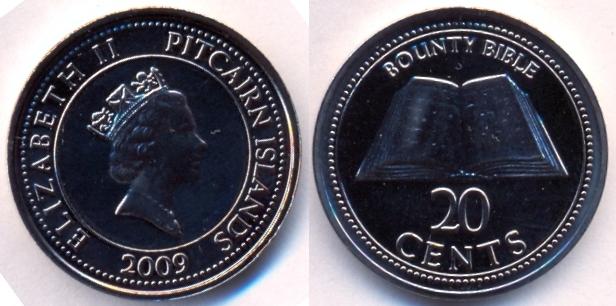 ELIZABETH II PITCAIRN ISLANDS
2009
BOUNTY BIBLE
20
CENTS